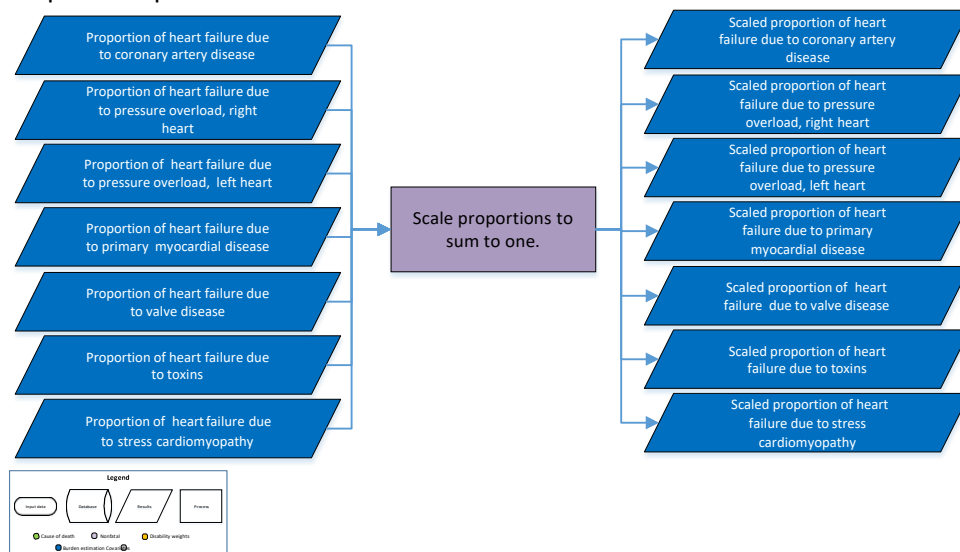 Proportion of heart failure due
to coronary artery disease
Proportion of heart failure due
to pressure overload, right
heart
Proportion of heart failure due
to pressure overload, left heart
Proportion of heart failure due
to primary myocardial disease
Proportion of heart failure due
to valve disease
Proportion of heart failure due
to toxins
Proportion of heart failure due
to stress cardiomyopathy
Scale proportions to
sum to one.
Scaled proportion of heart
failure due to coronary artery
disease
Scaled proportion of heart
failure due to pressure
overload, right heart
Scaled proportion of heart
failure due to pressure
overload, left heart
Scaled proportion of heart
failure due to primary
myocardial disease
Scaled proportion of heart
failure due to valve disease
Scaled proportion of heart
failure due to toxins
Scaled proportion of heart
failure due to stress
cardiomyopathy
Legend
Input data
Database
Results
Process
Cause of death
Nonfatal
Disability weights
Burden estimation